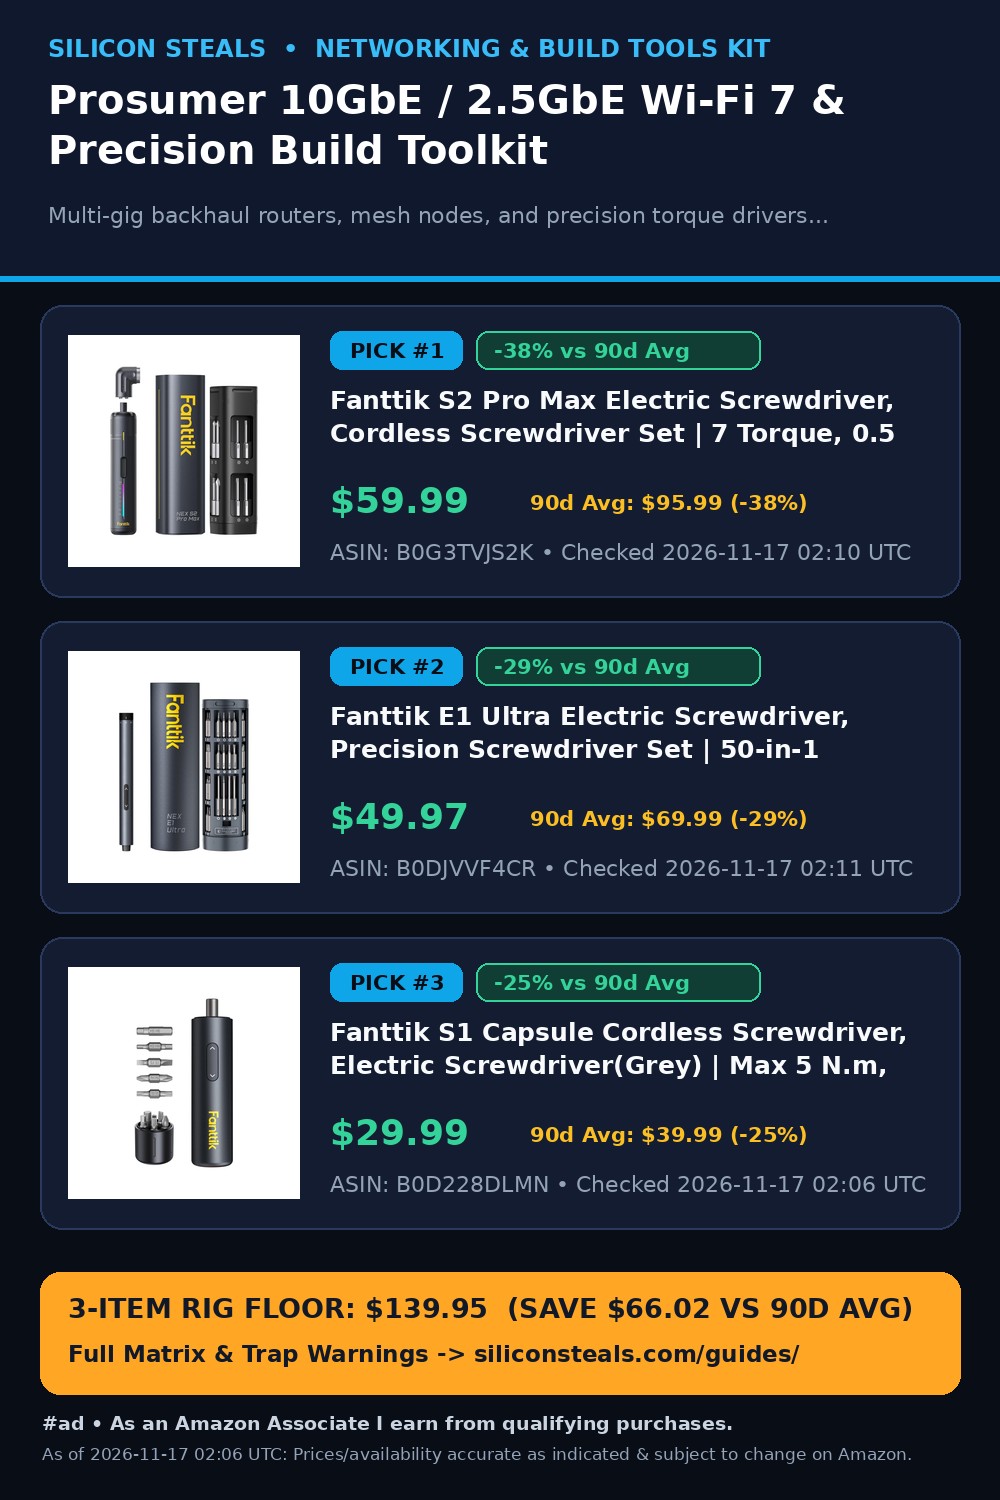 SILICON STEALS • NETWORKING & BUILD TOOLS KIT
Prosumer 10GbE / 2.5GbE Wi-Fi 7 &
Precision Build Toolkit
Multi-gig backhaul routers, mesh nodes, and precision torque drivers...
PICK #1
-38% vs 90d Avg
Fanttik S2 Pro Max Electric Screwdriver,
Cordless Screwdriver Set | 7 Torque, 0.5
$59.99
90d Avg: $95.99 (-38%)
ASIN: B0G3TVJS2K • Checked 2026-11-17 02:10 UTC
Fanttik
NEX S2
Pro Max
Fanttik
PICK #2
-29% vs 90d Avg
Fanttik E1 Ultra Electric Screwdriver,
Precision Screwdriver Set | 50-in-1
$49.97
90d Avg: $69.99 (-29%)
ASIN: B0DJVVF4CR • Checked 2026-11-17 02:11 UTC
Fanttik
NEX
E1
Ultra
PICK #3
-25% vs 90d Avg
Fanttik S1 Capsule Cordless Screwdriver,
Electric Screwdriver(Grey) | Max 5 N.m,
$29.99
90d Avg: $39.99 (-25%)
ASIN: B0D228DLMN • Checked 2026-11-17 02:06 UTC
Fanttik
3-ITEM RIG FLOOR: $139.95 (SAVE $66.02 VS 90D AVG)
Full Matrix & Trap Warnings -> siliconsteals.com/guides/
#ad • As an Amazon Associate I earn from qualifying purchases.
As of 2026-11-17 02:06 UTC: Prices/availability accurate as indicated & subject to change on Amazon.